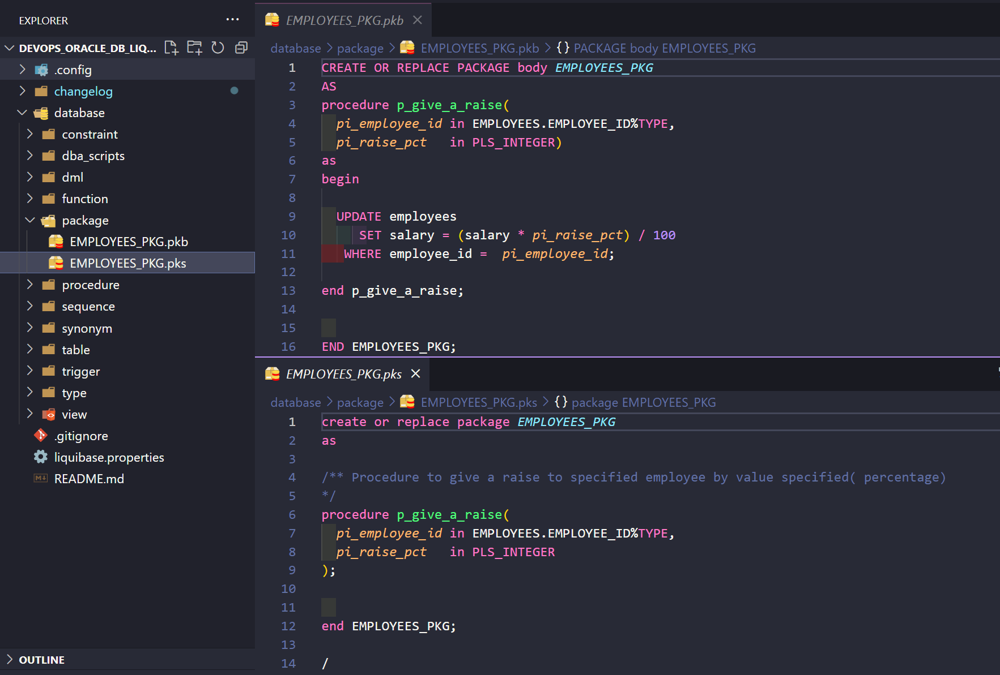 EXPLORER
DEVOPS_ORACLE_DB_LIQ...
.config
changelog
database
constraint
dba_scripts
dml
function
package
EMPLOYEES_PKG.pkb
EMPLOYEES_PKG.pks
procedure
sequence
synonym
table
trigger
type
view
.gitignore
liquibase.properties
README.md
OUTLINE
EMPLOYEES_PKG.pkb
database > package > EMPLOYEES_PKG.pkb > {} PACKAGE body EMPLOYEES_PKG
1 CREATE OR REPLACE PACKAGE body EMPLOYEES_PKG
2 AS
3 procedure p_give_a_raise(
4   pi_employee_id in EMPLOYEES.EMPLOYEE_ID%TYPE,
5   pi_raise_pct   in PLS_INTEGER)
6 as
7 begin
8
9   UPDATE employees
10      SET salary = (salary * pi_raise_pct) / 100
11    WHERE employee_id =  pi_employee_id;
12
13 end p_give_a_raise;
14
15
16 END EMPLOYEES_PKG;
EMPLOYEES_PKG.pks
database > package > EMPLOYEES_PKG.pks > {} package EMPLOYEES_PKG
1 create or replace package EMPLOYEES_PKG
2 as
3
4 /** Procedure to give a raise to specified employee by value specified( percentage)
5 */
6 procedure p_give_a_raise(
7   pi_employee_id in EMPLOYEES.EMPLOYEE_ID%TYPE,
8   pi_raise_pct   in PLS_INTEGER
9 );
10
11
12 end EMPLOYEES_PKG;
13
14 /